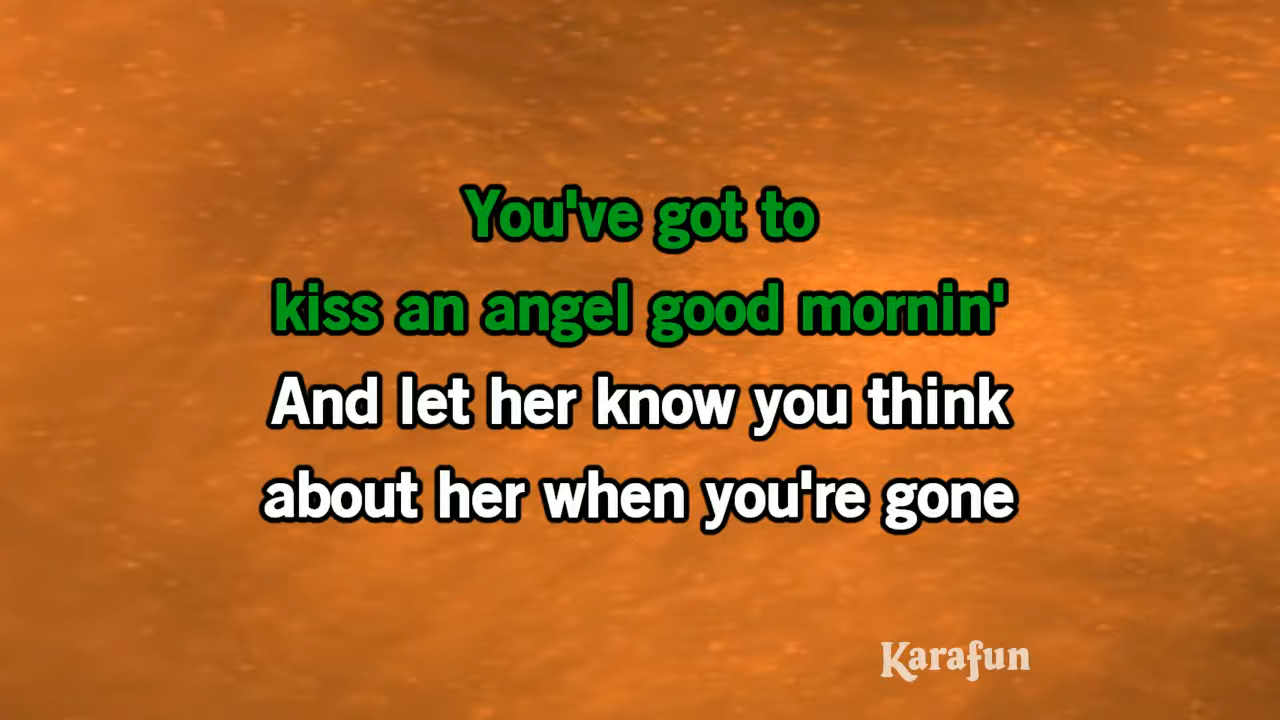 You've got to
kiss an angel good mornin'
And let her know you think
about her when you're gone
Karafun